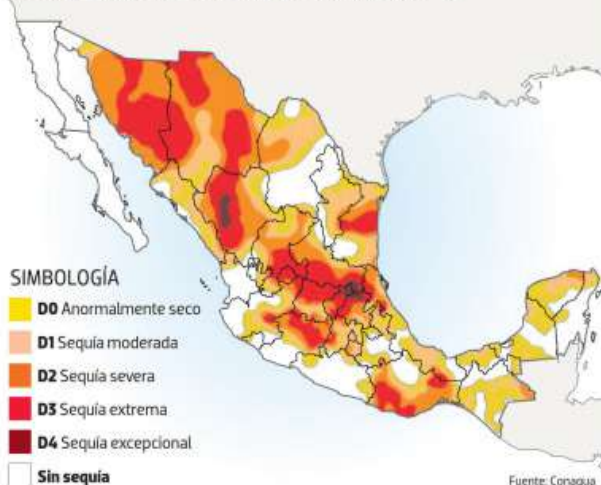 SIMBOLOGÍA
D0 Anormalmente seco
D1 Sequía moderada
D2 Sequía severa
D3 Sequía extrema
D4 Sequía excepcional
Sin sequía
Fuente: Conagua